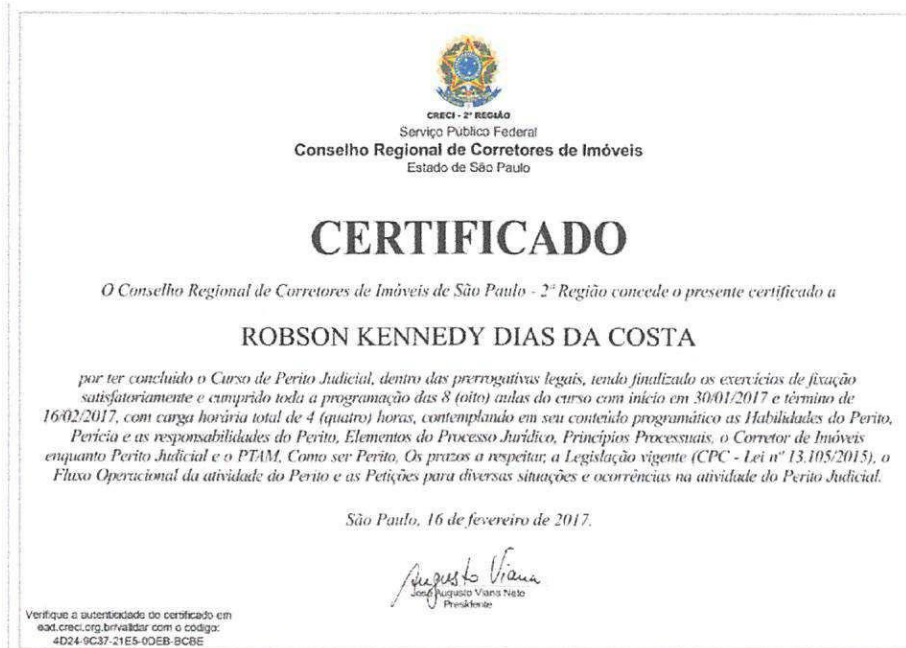 CRECI - 2ª REGIÃO
Serviço Público Federal
Conselho Regional de Corretores de Imóveis
Estado de São Paulo
CERTIFICADO
O Conselho Regional de Corretores de Imóveis de São Paulo - 2ª Região concede o presente certificado a
ROBSON KENNEDY DIAS DA COSTA
por ter concluído o Curso de Perito Judicial, dentro das prerrogativas legais, tendo finalizado os exercícios de fixação
satisfatoriamente e cumprido toda a programação das 8 (oito) aulas do curso com início em 30/01/2017 e término de
16/02/2017, com carga horária total de 4 (quatro) horas, contemplando em seu conteúdo programático as Habilidades do Perito,
Perícia e as responsabilidades do Perito, Elementos do Processo Jurídico, Princípios Processuais, o Corretor de Imóveis
enquanto Perito Judicial e o PTAM, Como ser Perito, Os prazos a respeitar, a Legislação vigente (CPC - Lei nº 13.105/2015), o
Fluxo Operacional da atividade do Perito e as Petições para diversas situações e ocorrências na atividade do Perito Judicial.
São Paulo, 16 de fevereiro de 2017.
Augusto Viana
José Augusto Viana Neto
Presidente
Verifique a autenticidade do certificado em
ead.creci.org.br/validar com o código:
4D24-9C37-21E5-0DEB-BCBE